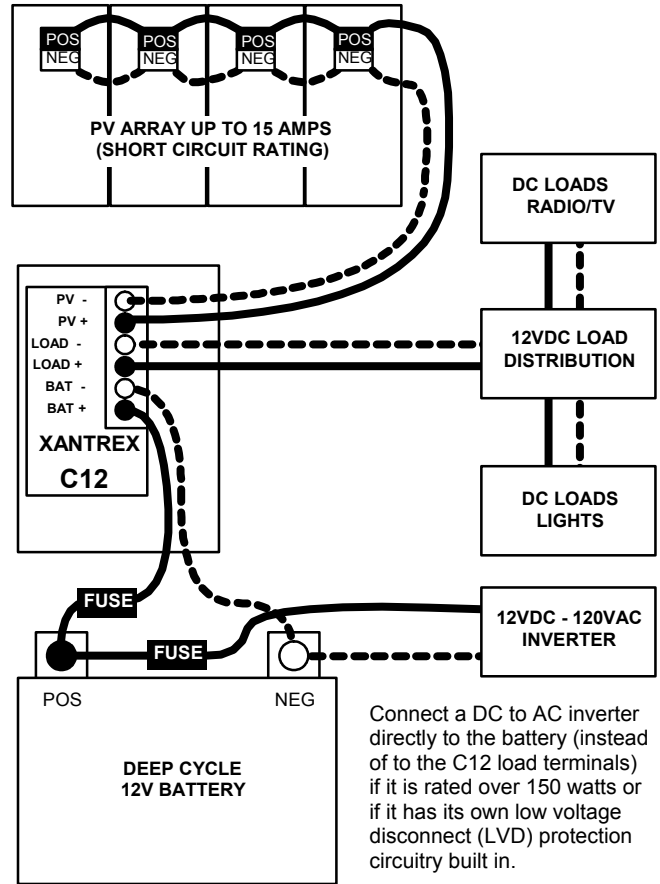 POS POS POS POS
NEG NEG NEG NEG
PV ARRAY UP TO 15 AMPS
(SHORT CIRCUIT RATING)
DC LOADS
RADIO/TV
PV -
PV +
LOAD -
LOAD +
BAT -
BAT +
XANTREX
C12
12VDC LOAD
DISTRIBUTION
DC LOADS
LIGHTS
FUSE
FUSE
12VDC - 120VAC
INVERTER
POS
NEG
DEEP CYCLE
12V BATTERY
Connect a DC to AC inverter
directly to the battery (instead
of to the C12 load terminals)
if it is rated over 150 watts or
if it has its own low voltage
disconnect (LVD) protection
circuitry built in.